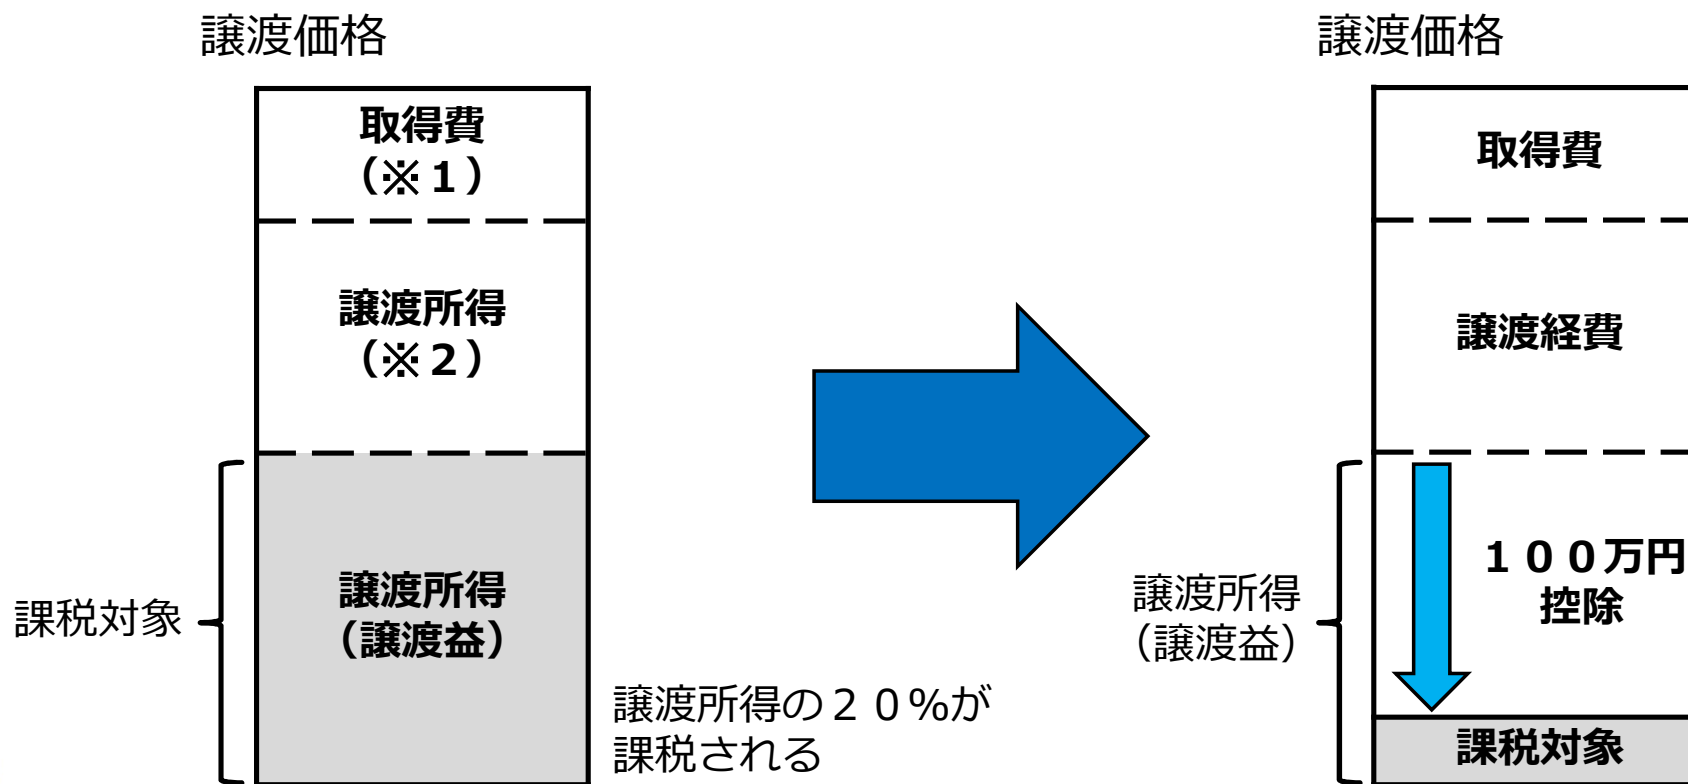 譲渡価格
取得費
（※１）
譲渡所得
（※２）
課税対象
譲渡所得
（譲渡益）
譲渡所得の２０％が
課税される
譲渡価格
取得費
譲渡経費
譲渡所得
（譲渡益）
１００万円
控除
課税対象